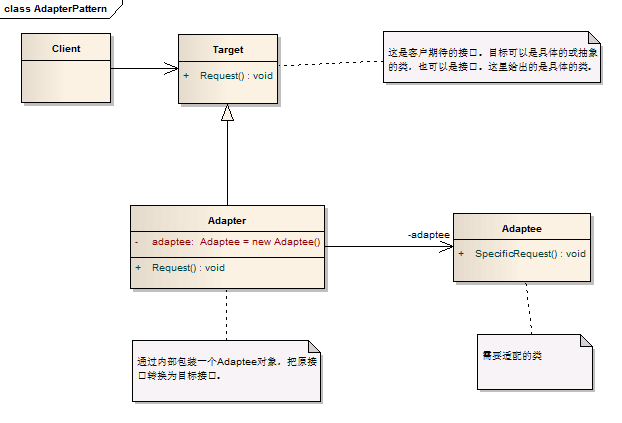 class AdapterPattern
Client
Target
+ Request() : void
这是客户期待的接口。目标可以是具体的或抽象
的类，也可以是接口。这里给出的是具体的类。
Adapter
- adaptee: Adaptee = new Adaptee()
+ Request() : void
-adaptee
Adaptee
+ SpecificRequest() : void
通过内部包装一个Adaptee对象，把原接
口转换为目标接口。
需要适配的类